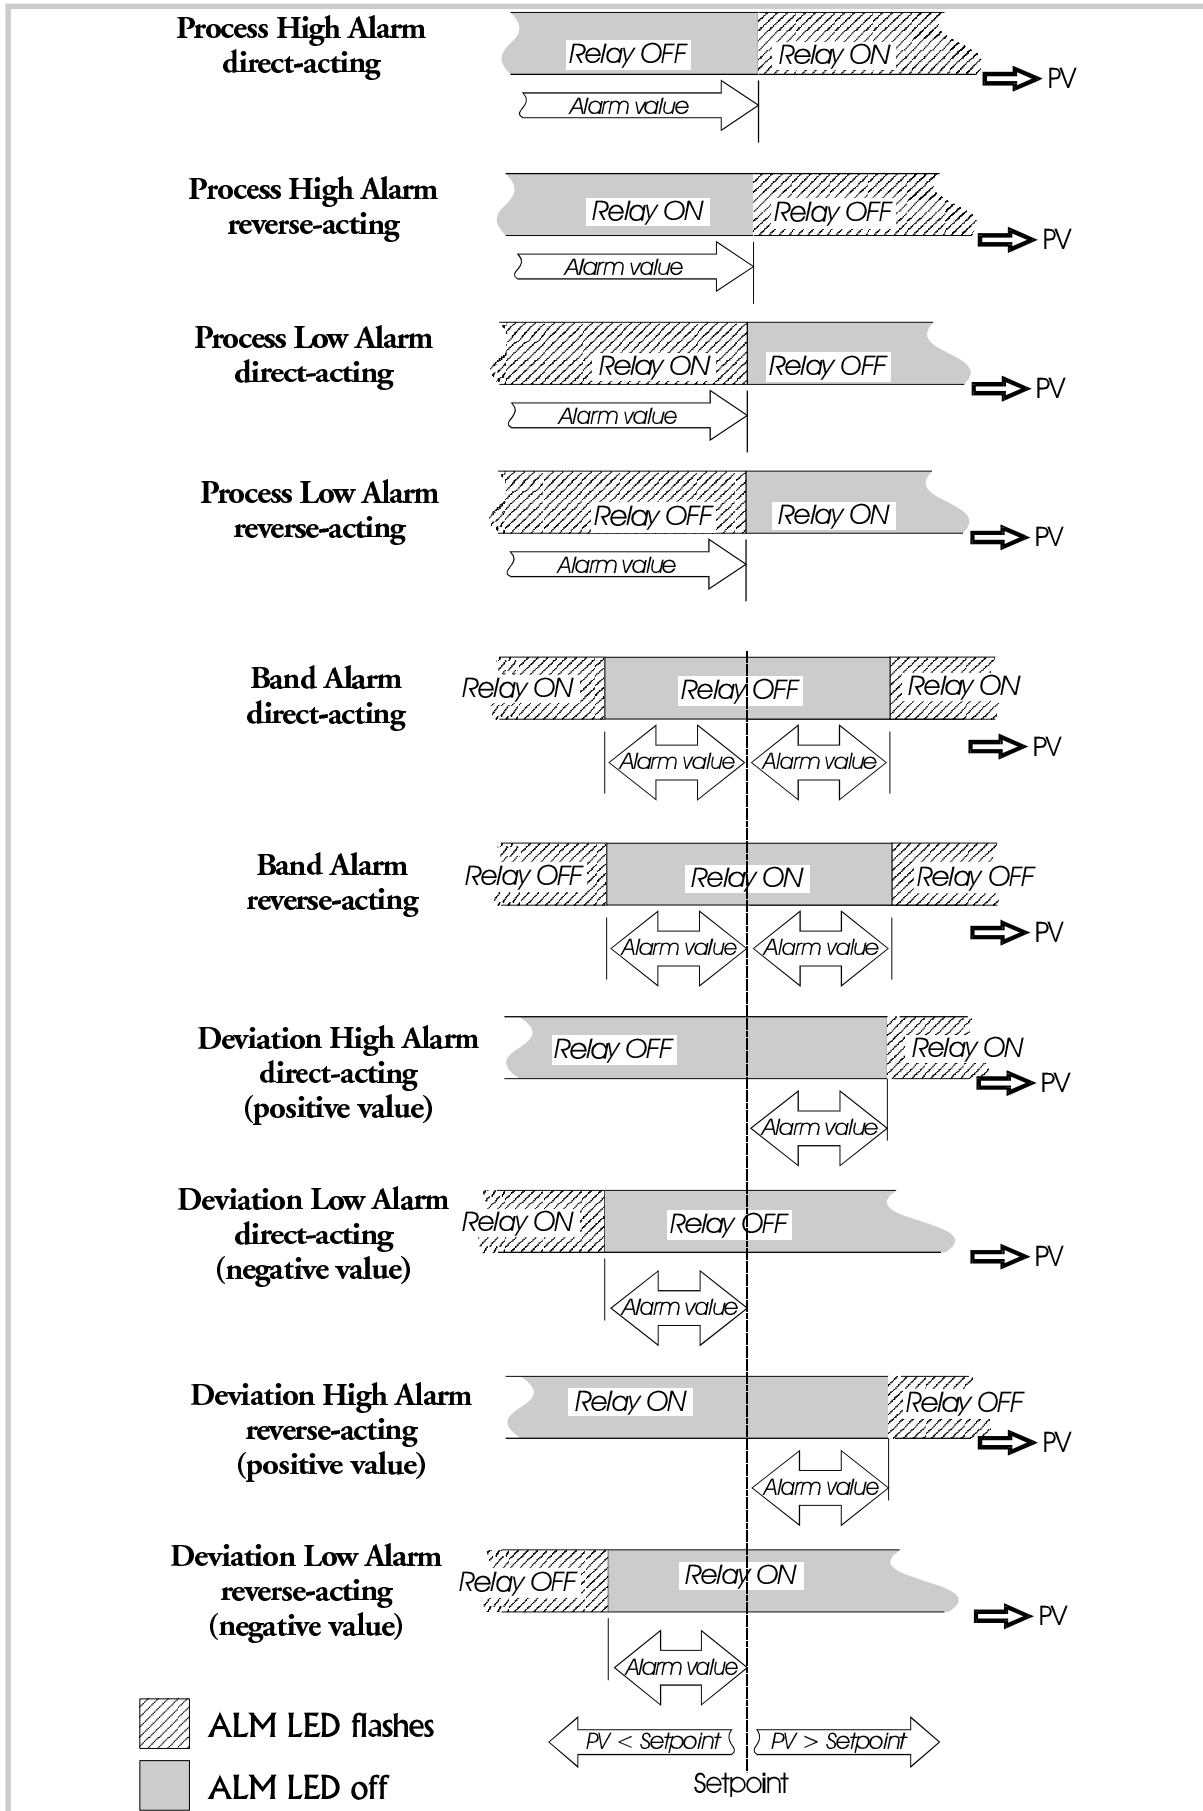 Process High Alarm
direct-acting
Relay OFF
Relay ON
PV
Alarm value
Process High Alarm
reverse-acting
Relay ON
Relay OFF
PV
Alarm value
Process Low Alarm
direct-acting
Relay ON
Relay OFF
PV
Alarm value
Process Low Alarm
reverse-acting
Relay OFF
Relay ON
PV
Alarm value
Band Alarm
direct-acting
Relay ON
Relay OFF
Relay ON
PV
Alarm value
Alarm value
Band Alarm
reverse-acting
Relay OFF
Relay ON
Relay OFF
PV
Alarm value
Alarm value
Deviation High Alarm
direct-acting
(positive value)
Relay OFF
Relay ON
PV
Alarm value
Deviation Low Alarm
direct-acting
(negative value)
Relay ON
Relay OFF
PV
Alarm value
Deviation High Alarm
reverse-acting
(positive value)
Relay ON
Relay OFF
PV
Alarm value
Deviation Low Alarm
reverse-acting
(negative value)
Relay OFF
Relay ON
PV
Alarm value
ALM LED flashes
ALM LED off
PV < Setpoint
PV > Setpoint
Setpoint